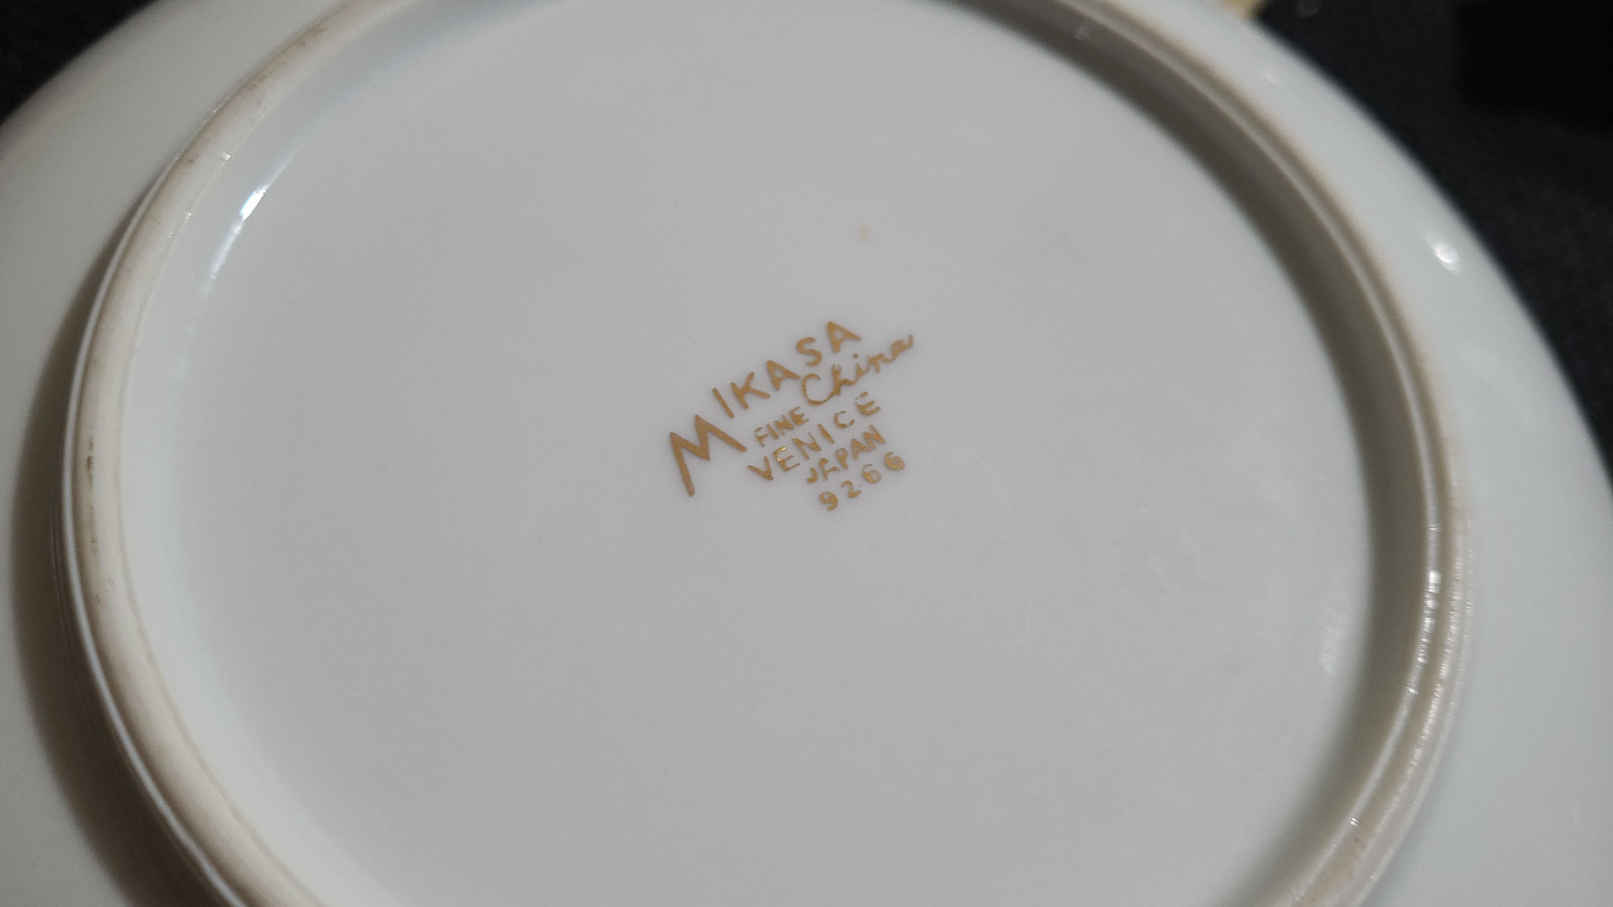 MIKASA
China
FINE
VENICE
JAPAN
9266